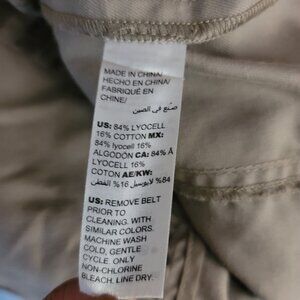 MADE IN CHINA/
HECHO EN CHINA/
FABRIQUÉ EN
CHINE/
صنع في الصين
US: 84% LYOCELL
16% COTTON MX:
84% lyocell 16%
ALGODÓN CA: 84% Â
LYOCELL 16%
COTON AE/KW:
84% لايوسيل 16% القطن
US: REMOVE BELT
PRIOR TO
CLEANING. WITH
SIMILAR COLORS.
MACHINE WASH
COLD, GENTLE
CYCLE. ONLY
NON-CHLORINE
BLEACH. LINE DRY.